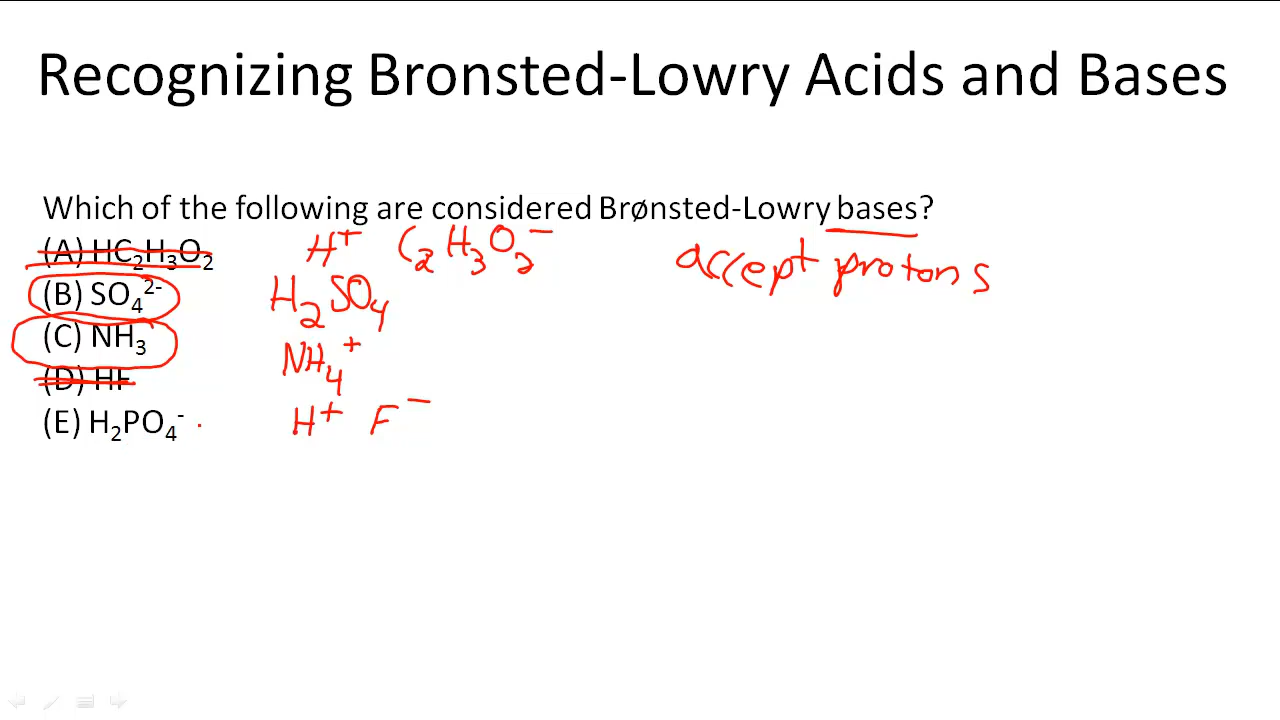 Recognizing Bronsted-Lowry Acids and Bases
Which of the following are considered Brønsted-Lowry bases?
(A) HC₂H₃O₂ H⁺ C₂H₃O₂⁻ accept protons
(B) SO₄²⁻ H₂SO₄
(C) NH₃ NH₄⁺
(D) HF
(E) H₂PO₄⁻ H⁺ F⁻